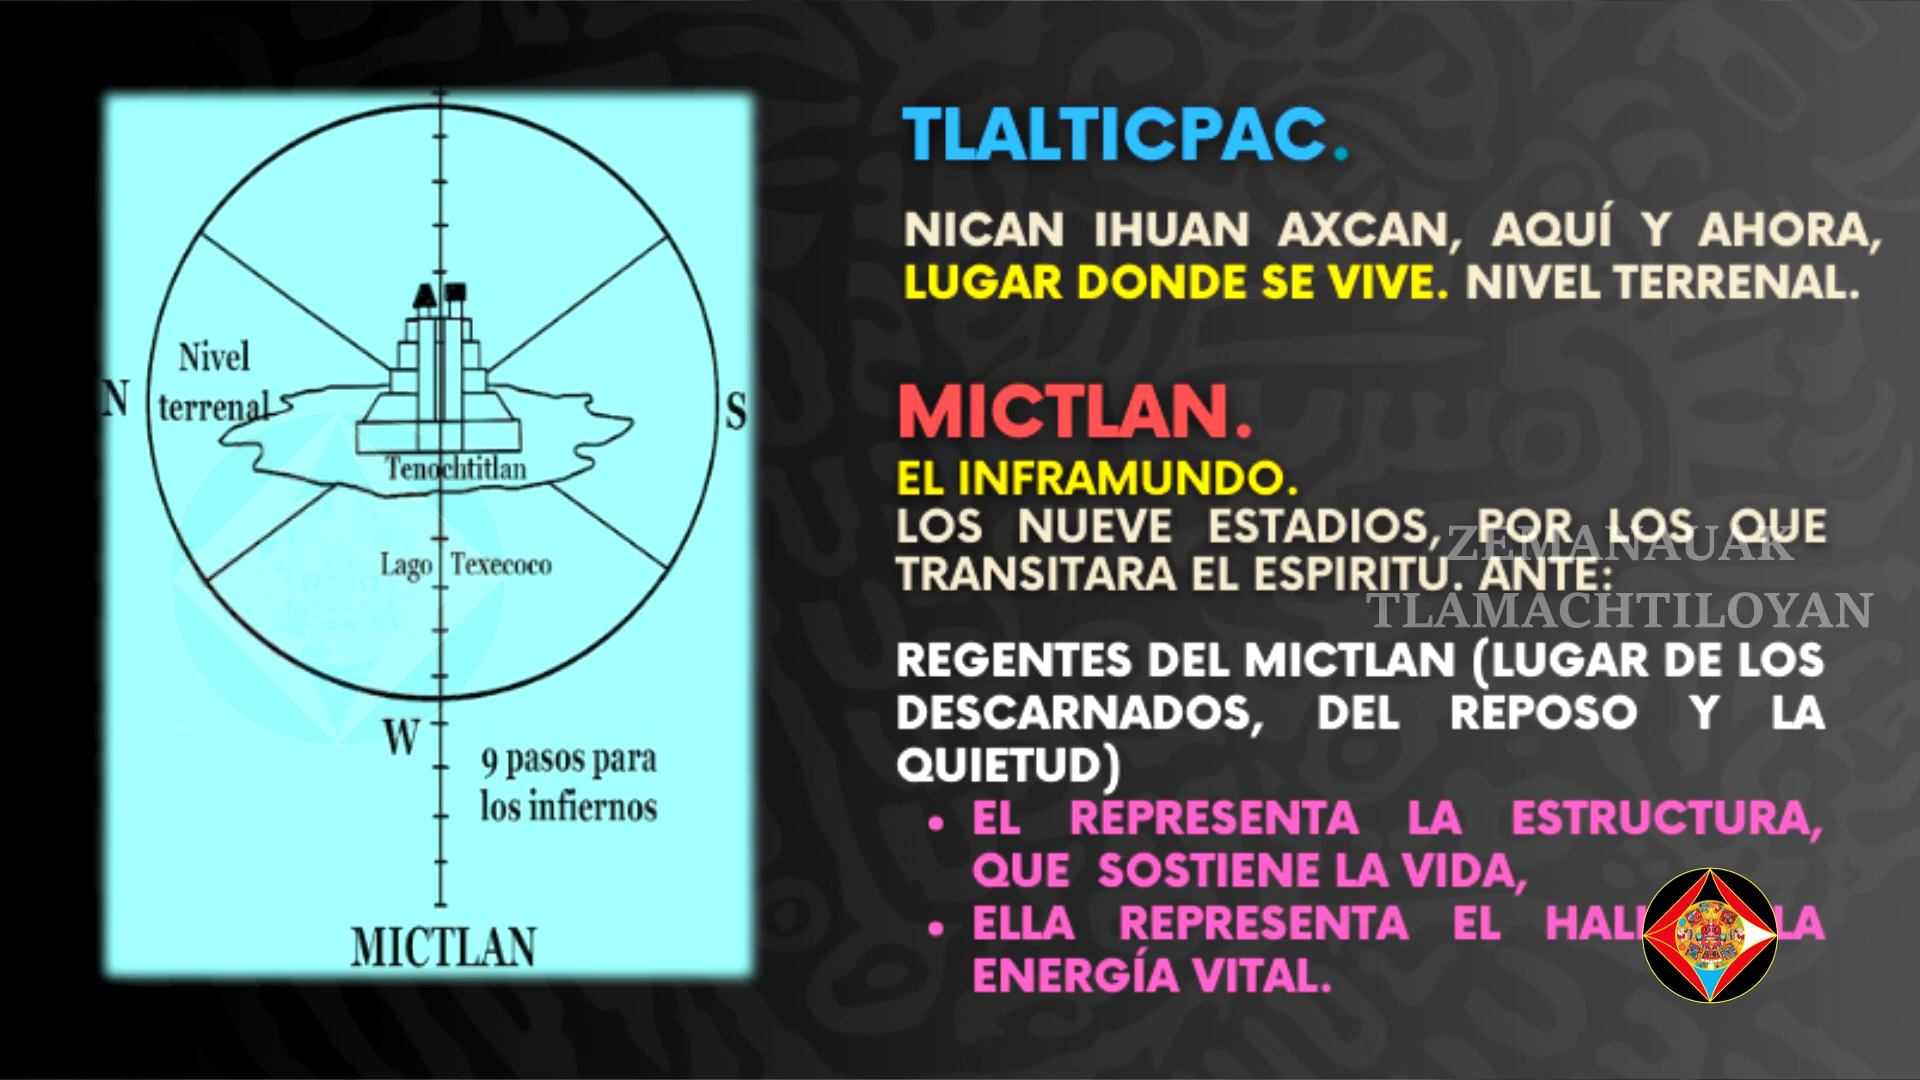 Nivel
terrenal
N
S
Tenochtitlan
Lago Texecoco
W
9 pasos para
los infiernos
MICTLAN
TLALTICPAC.
NICAN IHUAN AXCAN, AQUÍ Y AHORA,
LUGAR DONDE SE VIVE. NIVEL TERRENAL.
MICTLAN.
EL INFRAMUNDO.
LOS NUEVE ESTADIOS, POR LOS QUE
TRANSITARA EL ESPIRITU. ANTE:
ZEMANAUAK
TLAMACHTILOYAN
REGENTES DEL MICTLAN (LUGAR DE LOS
DESCARNADOS, DEL REPOSO Y LA
QUIETUD)
• EL REPRESENTA LA ESTRUCTURA,
QUE SOSTIENE LA VIDA,
• ELLA REPRESENTA EL LA
ENERGÍA VITAL.